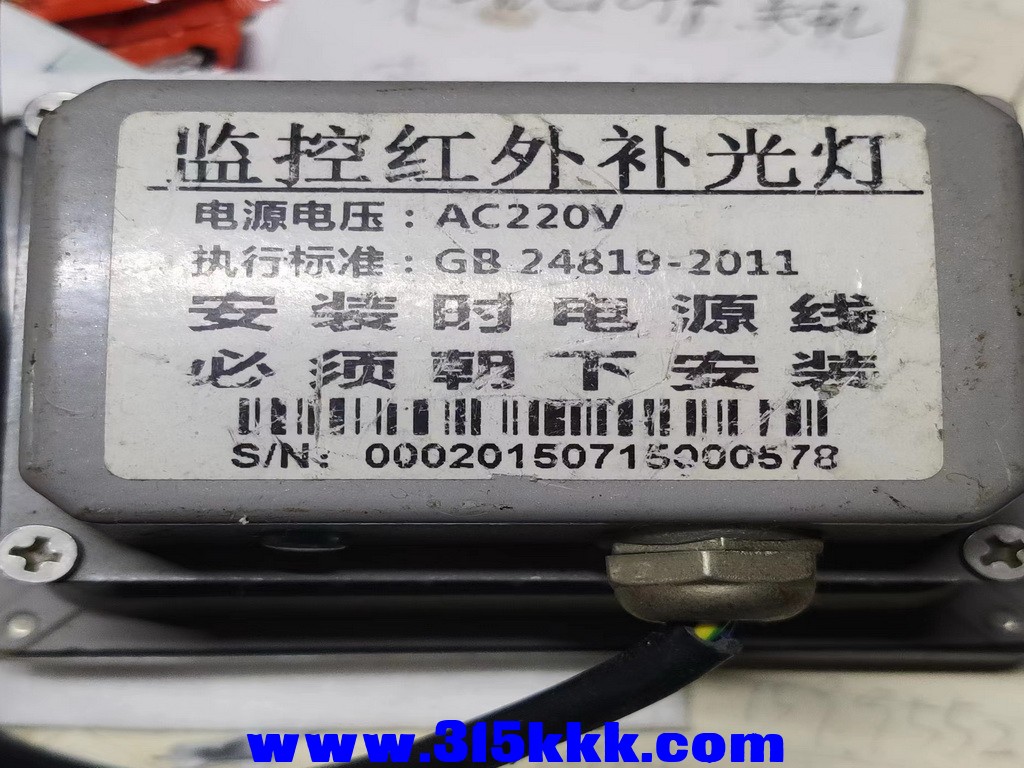 监控红外补光灯
电源电压：AC220V
执行标准：GB 24819-2011
安装时电源线
必须朝下安装
S/N: 00020150715000578
www.315kkk.com